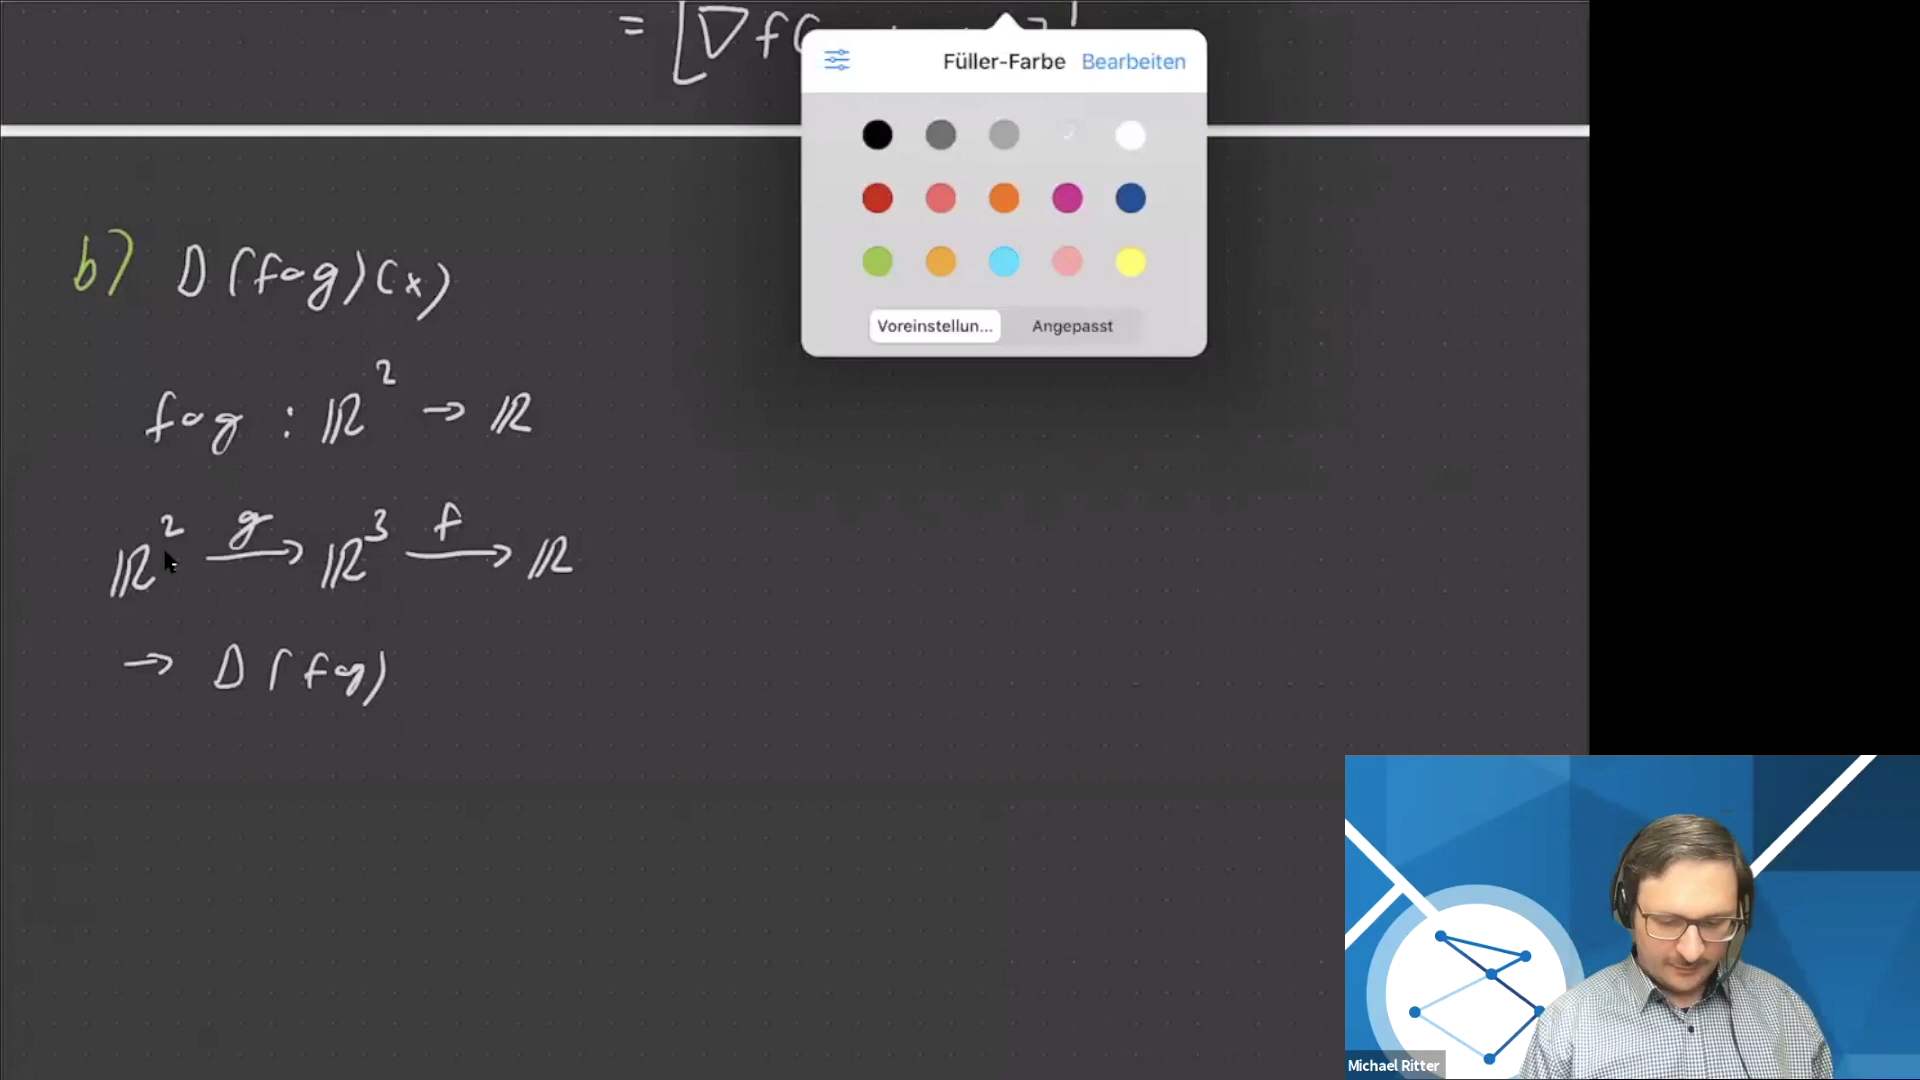 = [∇f(
Füller-Farbe Bearbeiten
Voreinstellun... Angepasst
b) D(f∘g)(x)
f∘g : ℝ² → ℝ
ℝ² —g→ ℝ³ —f→ ℝ
→ D(f∘g)
Michael Ritter